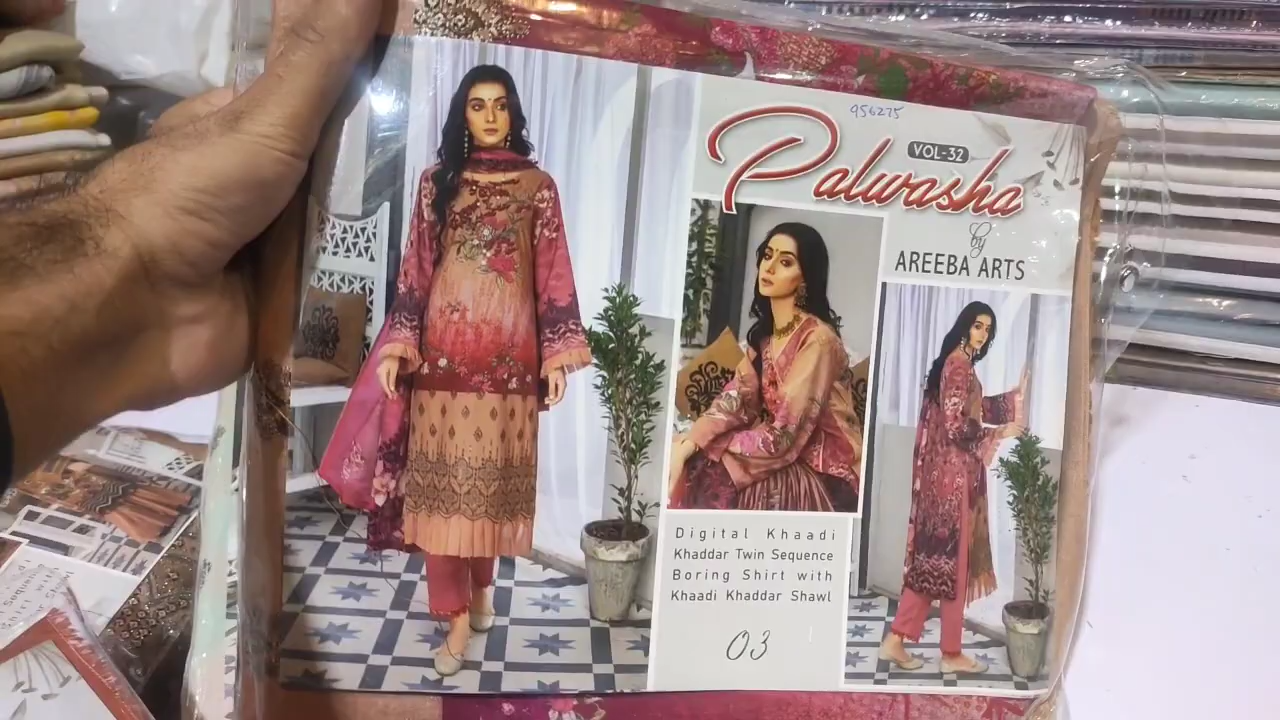 956275
VOL-32
Palwasha
by
AREEBA ARTS
Digital Khaadi
Khaddar Twin Sequence
Boring Shirt with
Khaadi Khaddar Shawl
03